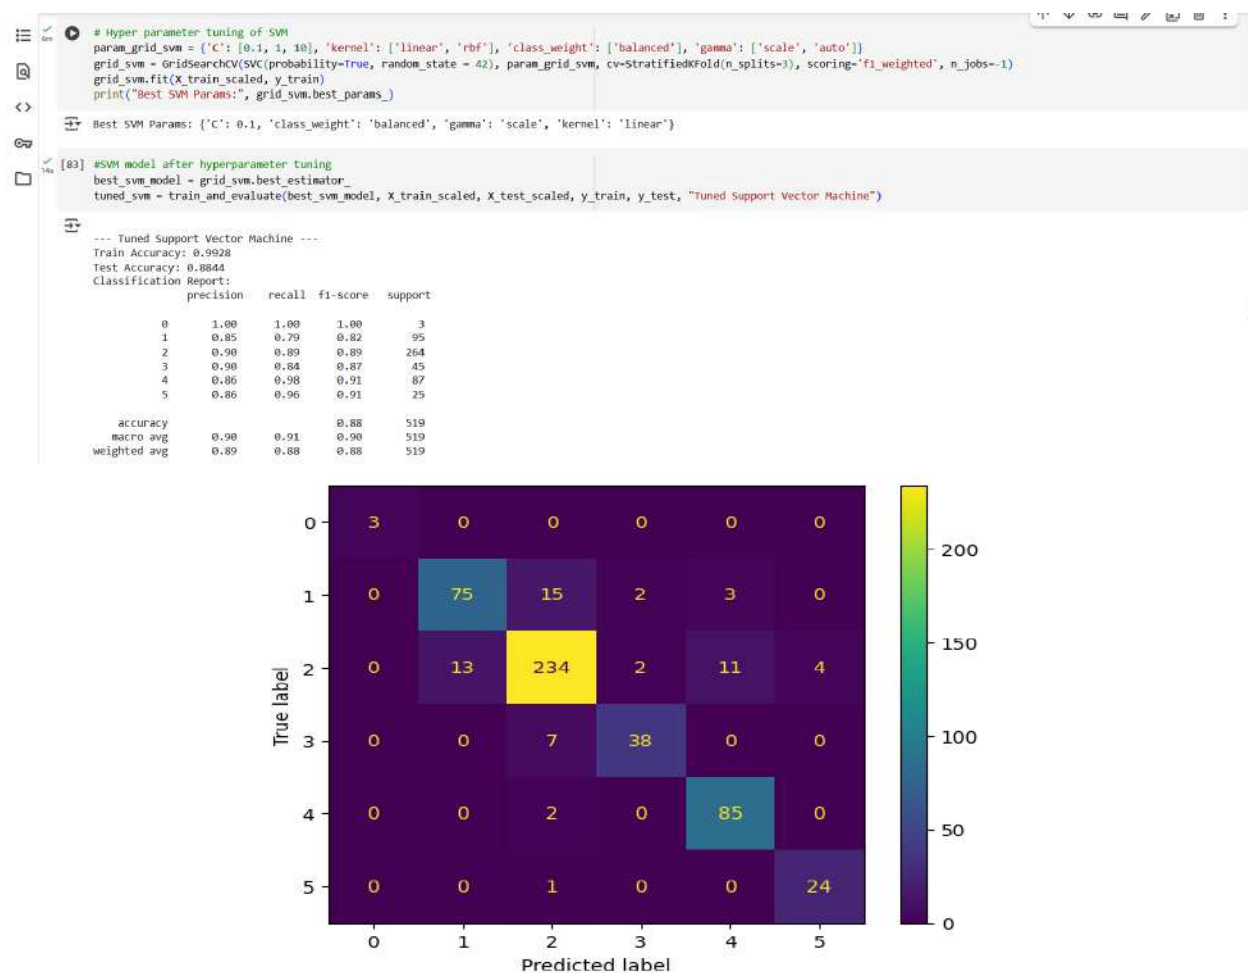 # Hyper parameter tuning of SVM
param_grid_svm = {'C': [0.1, 1, 10], 'kernel': ['linear', 'rbf'], 'class_weight': ['balanced'], 'gamma': ['scale', 'auto']}
grid_svm = GridSearchCV(SVC(probability=True, random_state = 42), param_grid_svm, cv=StratifiedKFold(n_splits=3), scoring='f1_weighted', n_jobs=-1)
grid_svm.fit(X_train_scaled, y_train)
print("Best SVM Params:", grid_svm.best_params_)
Best SVM Params: {'C': 0.1, 'class_weight': 'balanced', 'gamma': 'scale', 'kernel': 'linear'}
[83] #SVM model after hyperparameter tuning
best_svm_model = grid_svm.best_estimator_
tuned_svm = train_and_evaluate(best_svm_model, X_train_scaled, X_test_scaled, y_train, y_test, "Tuned Support Vector Machine")
--- Tuned Support Vector Machine ---
Train Accuracy: 0.9928
Test Accuracy: 0.8844
Classification Report:
precision recall f1-score support
0 1.00 1.00 1.00 3
1 0.85 0.79 0.82 95
2 0.90 0.89 0.89 264
3 0.90 0.84 0.87 45
4 0.86 0.98 0.91 87
5 0.86 0.96 0.91 25
accuracy 0.88 519
macro avg 0.90 0.91 0.90 519
weighted avg 0.89 0.88 0.88 519
0 3 0 0 0 0 0
1 0 75 15 2 3 0
2 0 13 234 2 11 4
3 0 0 7 38 0 0
4 0 0 2 0 85 0
5 0 0 1 0 0 24
0 1 2 3 4 5
True label
Predicted label
200
150
100
50
0